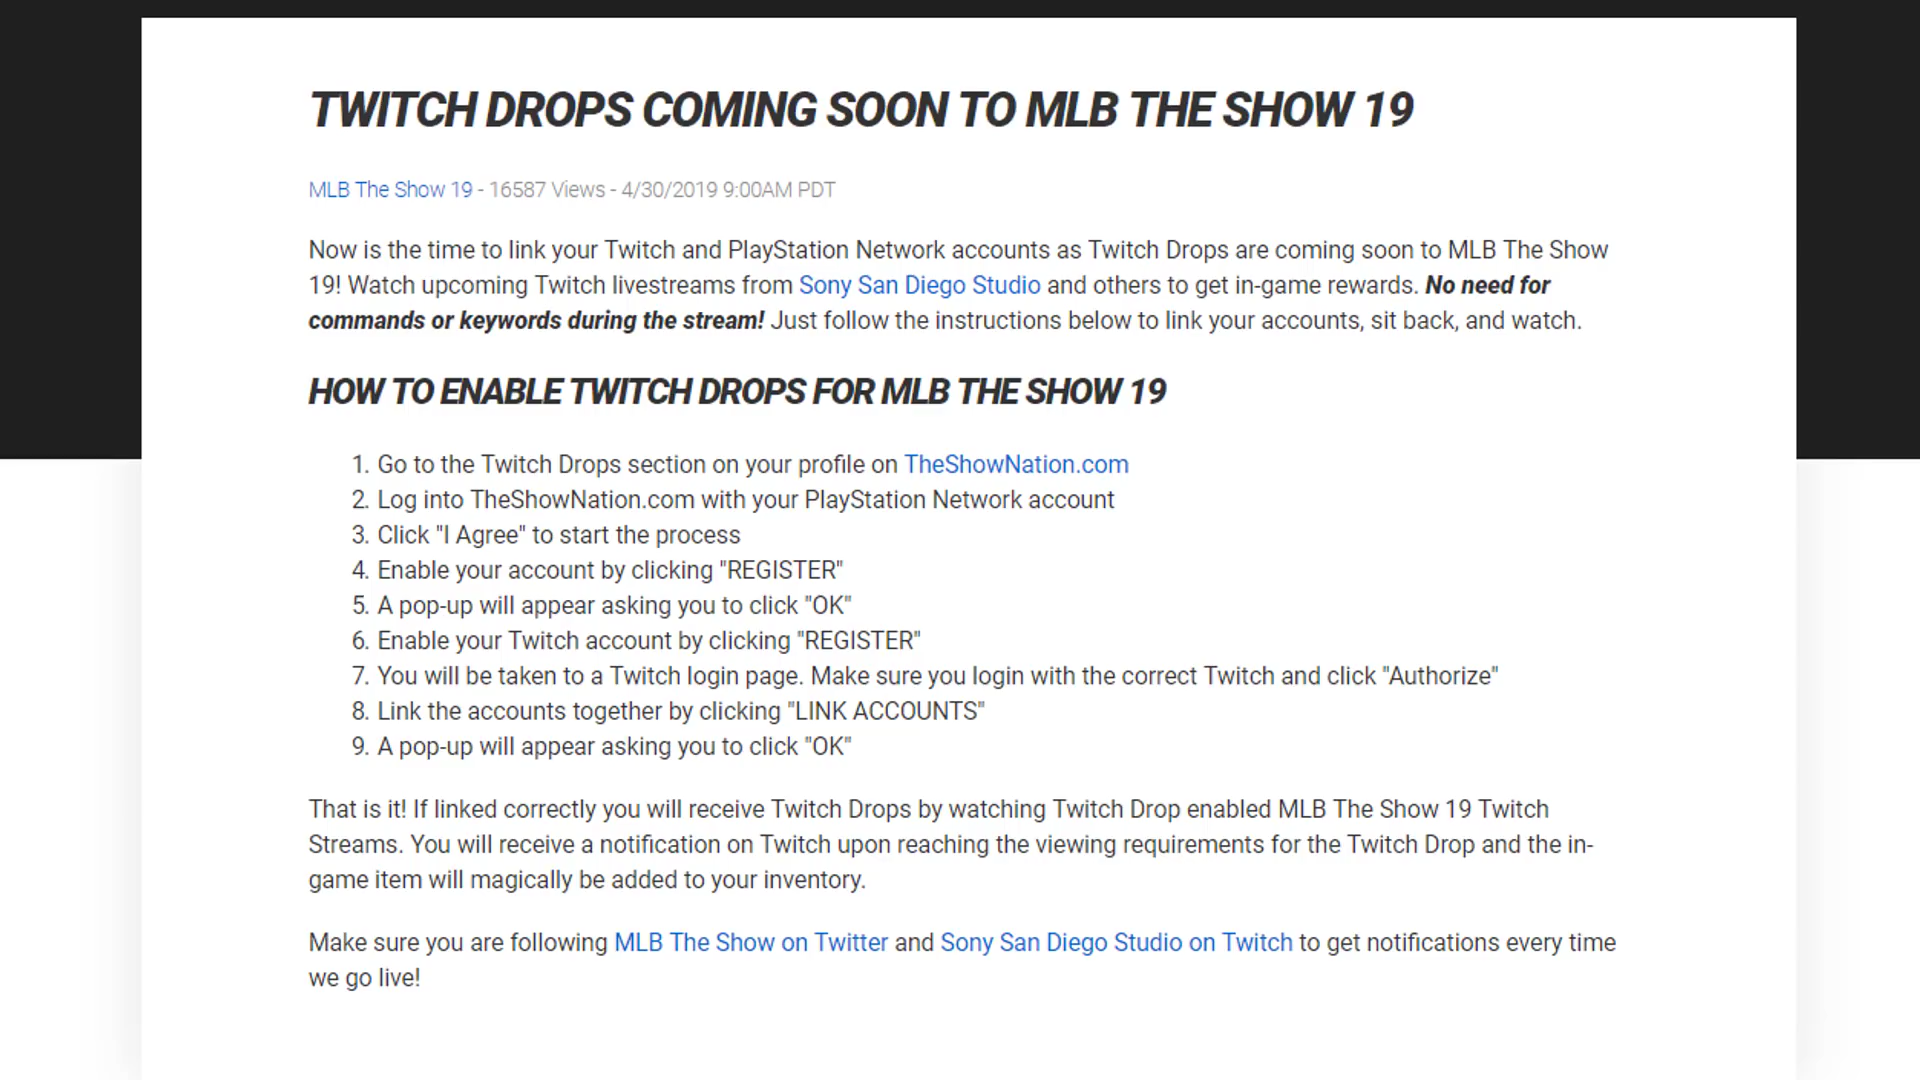 TWITCH DROPS COMING SOON TO MLB THE SHOW 19
MLB The Show 19 - 16587 Views - 4/30/2019 9:00AM PDT
Now is the time to link your Twitch and PlayStation Network accounts as Twitch Drops are coming soon to MLB The Show
19! Watch upcoming Twitch livestreams from Sony San Diego Studio and others to get in-game rewards. No need for
commands or keywords during the stream! Just follow the instructions below to link your accounts, sit back, and watch.
HOW TO ENABLE TWITCH DROPS FOR MLB THE SHOW 19
1. Go to the Twitch Drops section on your profile on TheShowNation.com
2. Log into TheShowNation.com with your PlayStation Network account
3. Click "I Agree" to start the process
4. Enable your account by clicking "REGISTER"
5. A pop-up will appear asking you to click "OK"
6. Enable your Twitch account by clicking "REGISTER"
7. You will be taken to a Twitch login page. Make sure you login with the correct Twitch and click "Authorize"
8. Link the accounts together by clicking "LINK ACCOUNTS"
9. A pop-up will appear asking you to click "OK"
That is it! If linked correctly you will receive Twitch Drops by watching Twitch Drop enabled MLB The Show 19 Twitch
Streams. You will receive a notification on Twitch upon reaching the viewing requirements for the Twitch Drop and the in-
game item will magically be added to your inventory.
Make sure you are following MLB The Show on Twitter and Sony San Diego Studio on Twitch to get notifications every time
we go live!